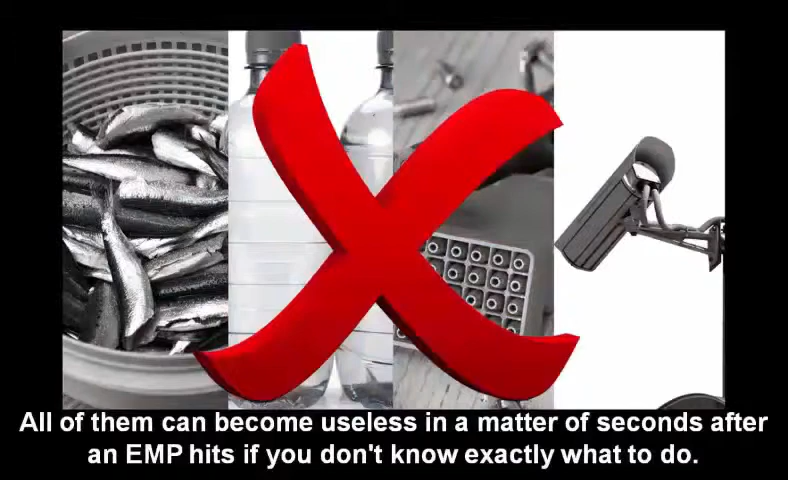 All of them can become useless in a matter of seconds after
an EMP hits if you don't know exactly what to do.